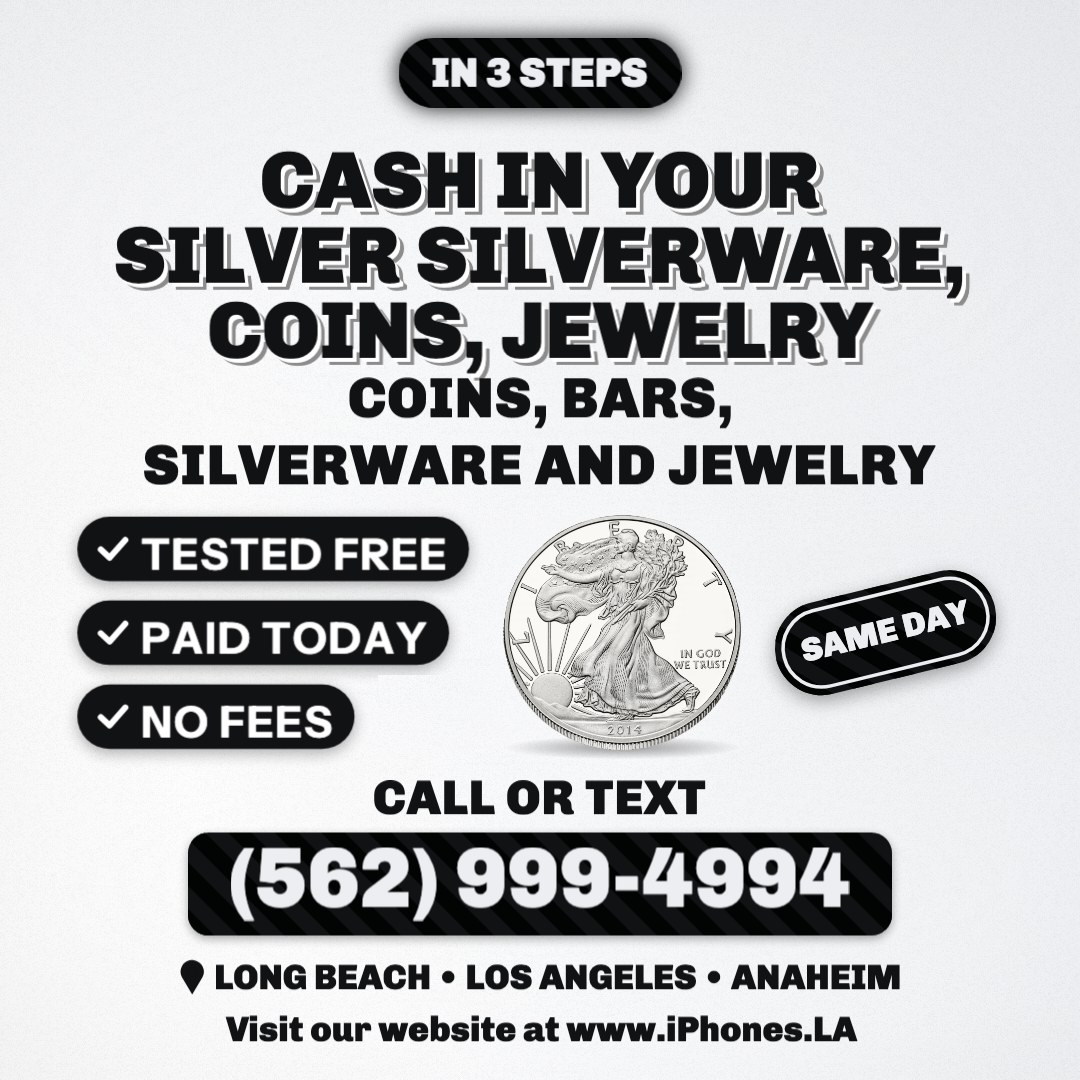 IN 3 STEPS
CASH IN YOUR
SILVER SILVERWARE,
COINS, JEWELRY
COINS, BARS,
SILVERWARE AND JEWELRY
TESTED FREE
PAID TODAY
NO FEES
LIBERTY
IN GOD
WE TRUST
2014
SAME DAY
CALL OR TEXT
(562) 999-4994
LONG BEACH • LOS ANGELES • ANAHEIM
Visit our website at www.iPhones.LA